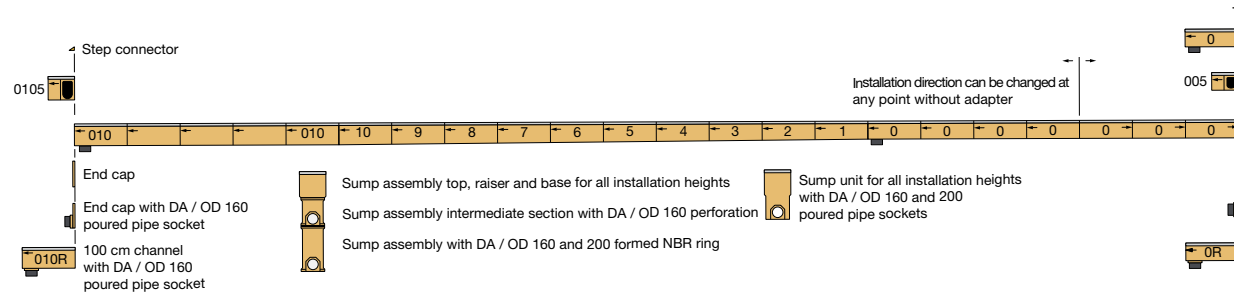 Step connector
0
0105
Installation direction can be changed at
any point without adapter
005
010 010 10 9 8 7 6 5 4 3 2 1 0 0 0 0 0 0 0
End cap
Sump assembly top, raiser and base for all installation heights
Sump unit for all installation heights
with DA / OD 160 and 200
poured pipe sockets
End cap with DA / OD 160
poured pipe socket
Sump assembly intermediate section with DA / OD 160 perforation
Sump assembly with DA / OD 160 and 200 formed NBR ring
010R
100 cm channel
with DA / OD 160
poured pipe socket
0R